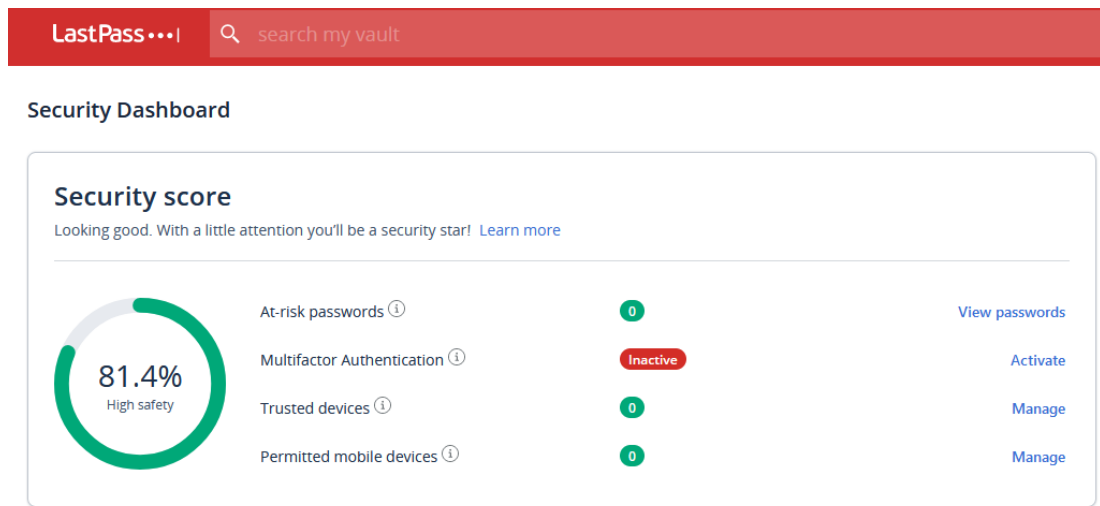 LastPass •••|
search my vault
Security Dashboard
Security score
Looking good. With a little attention you'll be a security star! Learn more
At-risk passwords 0 View passwords
Multifactor Authentication Inactive Activate
81.4%
High safety
Trusted devices 0 Manage
Permitted mobile devices 0 Manage